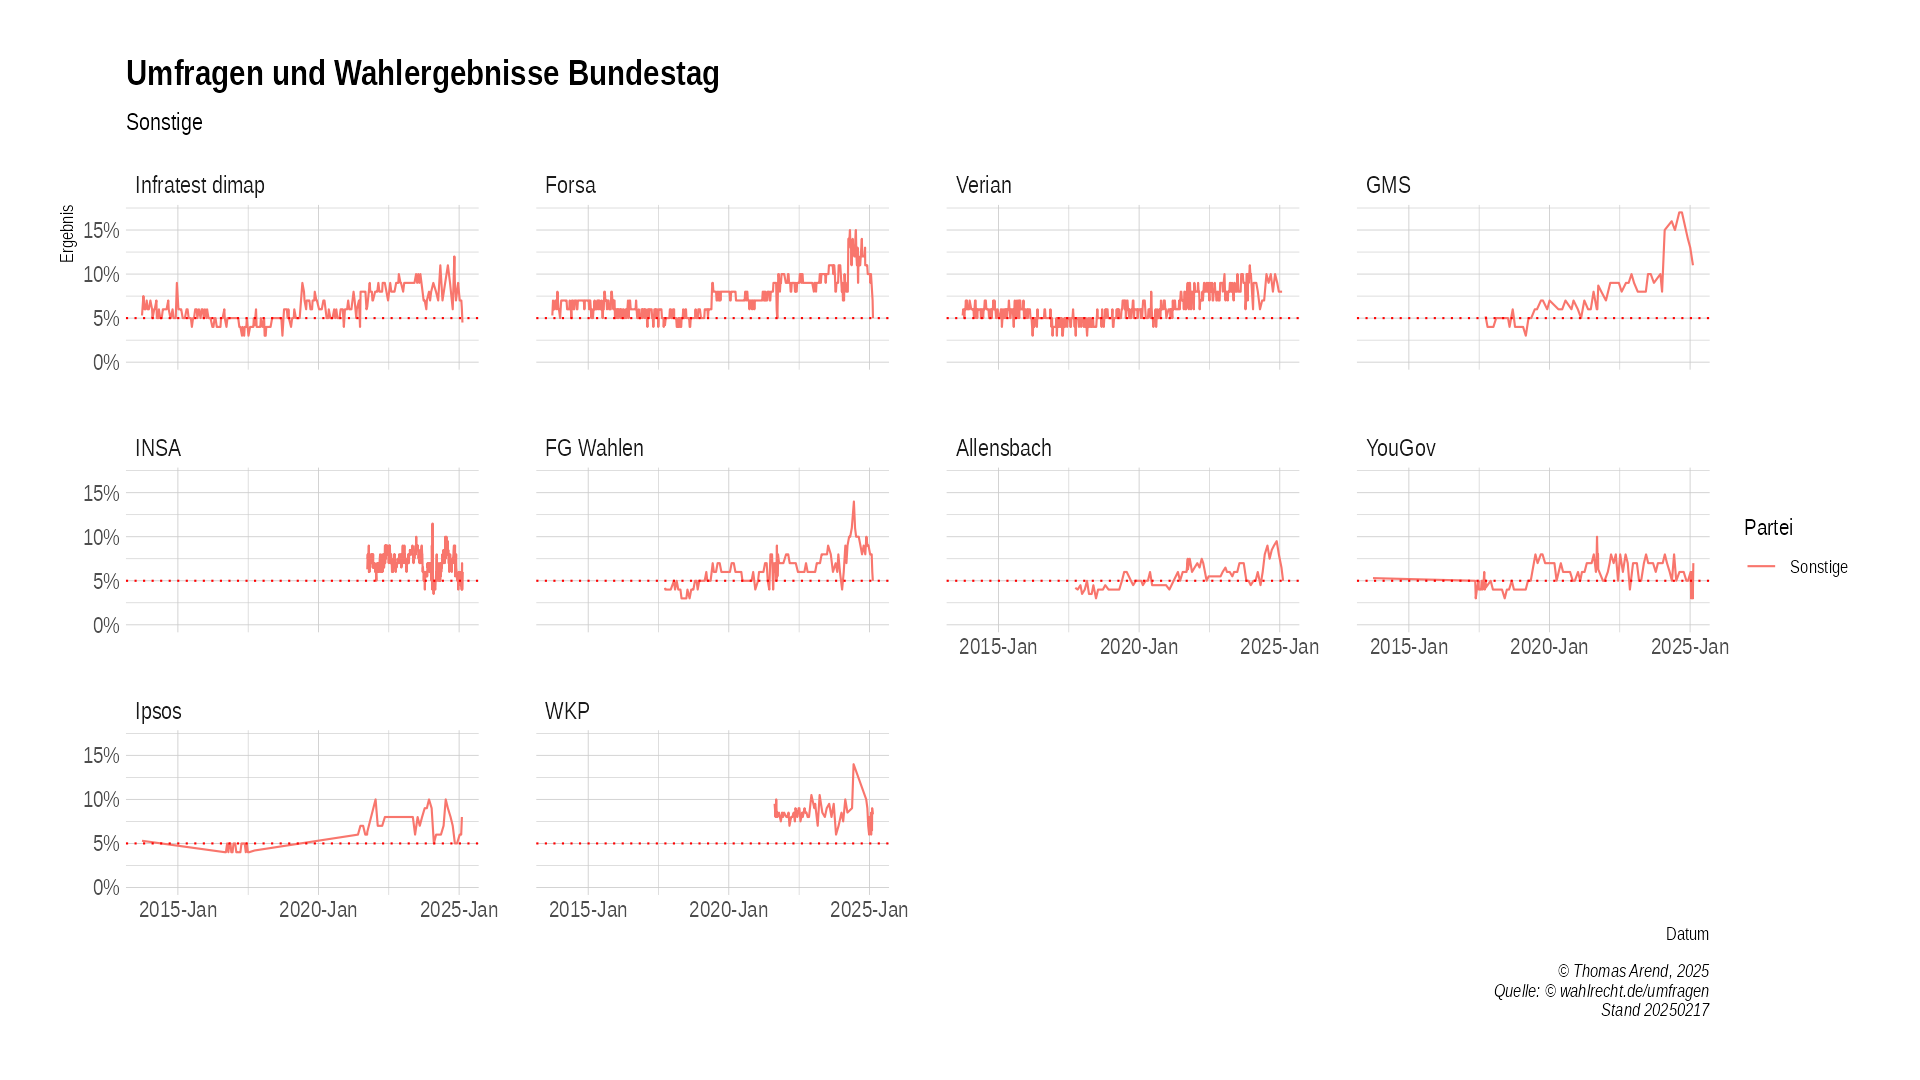 Umfragen und Wahlergebnisse Bundestag
Sonstige
Infratest dimap
Forsa
Verian
GMS
Ergebnis
15%
10%
5%
0%
INSA
FG Wahlen
Allensbach
YouGov
15%
10%
5%
0%
2015-Jan 2020-Jan 2025-Jan
2015-Jan 2020-Jan 2025-Jan
Partei
Sonstige
Ipsos
WKP
15%
10%
5%
0%
2015-Jan 2020-Jan 2025-Jan
2015-Jan 2020-Jan 2025-Jan
Datum
© Thomas Arend, 2025
Quelle: © wahlrecht.de/umfragen
Stand 20250217